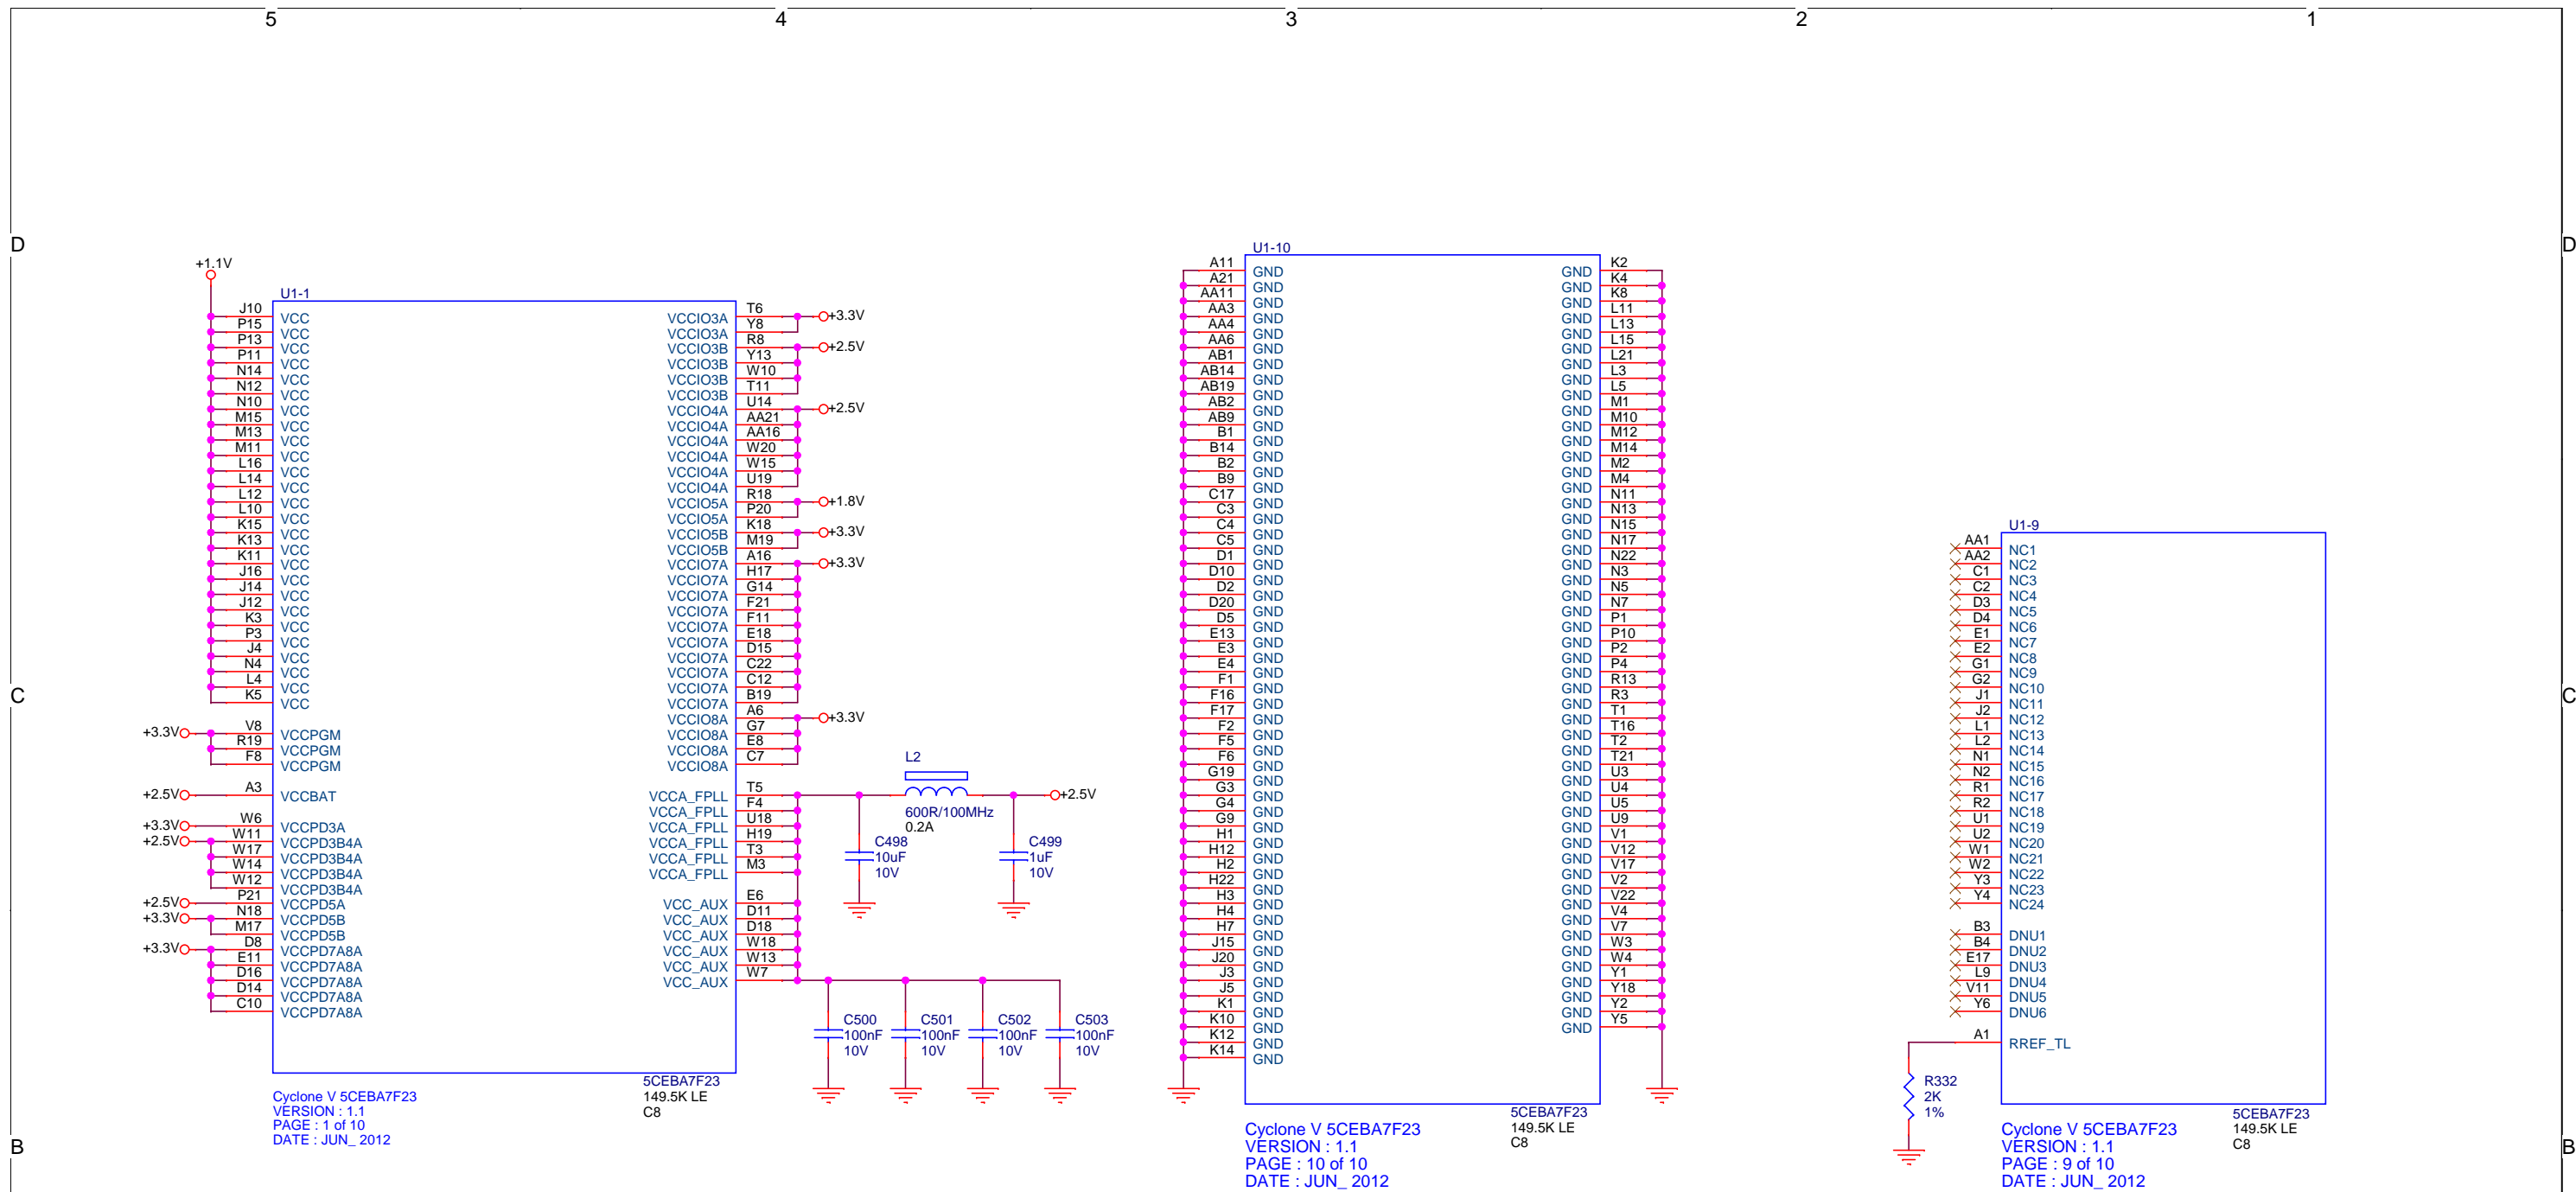 5 4 3 2 1
D D
+1.1V
U1-1
J10 VCC VCCIO3A T6 +3.3V
P15 VCC VCCIO3A Y8
P13 VCC VCCIO3B R8 +2.5V
P11 VCC VCCIO3B Y13
N14 VCC VCCIO3B W10
N12 VCC VCCIO3B T11
N10 VCC VCCIO4A U14 +2.5V
M15 VCC VCCIO4A AA21
M13 VCC VCCIO4A AA16
M11 VCC VCCIO4A W20
L16 VCC VCCIO4A W15
L14 VCC VCCIO4A U19
L12 VCC VCCIO5A R18 +1.8V
L10 VCC VCCIO5A P20
K15 VCC VCCIO5B K18 +3.3V
K13 VCC VCCIO5B M19
K11 VCC VCCIO7A A16 +3.3V
J16 VCC VCCIO7A H17
J14 VCC VCCIO7A G14
J12 VCC VCCIO7A F21
K3 VCC VCCIO7A F11
P3 VCC VCCIO7A E18
J4 VCC VCCIO7A D15
N4 VCC VCCIO7A C22
L4 VCC VCCIO7A C12
K5 VCC VCCIO7A B19
VCCIO8A A6 +3.3V
+3.3V V8 VCCPGM VCCIO8A G7
R19 VCCPGM VCCIO8A E8
F8 VCCPGM VCCIO8A C7
+2.5V A3 VCCBAT VCCA_FPLL T5
VCCA_FPLL F4
+3.3V W6 VCCPD3A VCCA_FPLL U18
+2.5V W11 VCCPD3B4A VCCA_FPLL H19
W17 VCCPD3B4A VCCA_FPLL T3
W14 VCCPD3B4A VCCA_FPLL M3
W12 VCCPD3B4A
+2.5V P21 VCCPD5A VCC_AUX E6
+3.3V N18 VCCPD5B VCC_AUX D11
M17 VCCPD5B VCC_AUX D18
+3.3V D8 VCCPD7A8A VCC_AUX W18
E11 VCCPD7A8A VCC_AUX W13
D16 VCCPD7A8A VCC_AUX W7
D14 VCCPD7A8A
C10 VCCPD7A8A
L2
600R/100MHz
0.2A
+2.5V
C498
10uF
10V
C499
1uF
10V
C500
100nF
10V
C501
100nF
10V
C502
100nF
10V
C503
100nF
10V
5CEBA7F23
149.5K LE
C8
Cyclone V 5CEBA7F23
VERSION : 1.1
PAGE : 1 of 10
DATE : JUN_ 2012
U1-10
A11 GND GND K2
A21 GND GND K4
AA11 GND GND K8
AA3 GND GND L11
AA4 GND GND L13
AA6 GND GND L15
AB1 GND GND L21
AB14 GND GND L3
AB19 GND GND L5
AB2 GND GND M1
AB9 GND GND M10
B1 GND GND M12
B14 GND GND M14
B2 GND GND M2
B9 GND GND M4
C17 GND GND N11
C3 GND GND N13
C4 GND GND N15
C5 GND GND N17
D1 GND GND N22
D10 GND GND N3
D2 GND GND N5
D20 GND GND N7
D5 GND GND P1
E13 GND GND P10
E3 GND GND P2
E4 GND GND P4
F1 GND GND R13
F16 GND GND R3
F17 GND GND T1
F2 GND GND T16
F5 GND GND T2
F6 GND GND T21
G19 GND GND U3
G3 GND GND U4
G4 GND GND U5
G9 GND GND U9
H1 GND GND V1
H12 GND GND V12
H2 GND GND V17
H22 GND GND V2
H3 GND GND V22
H4 GND GND V4
H7 GND GND V7
J15 GND GND W3
J20 GND GND W4
J3 GND GND Y1
J5 GND GND Y18
K1 GND GND Y2
K10 GND GND Y5
K12 GND
K14 GND
5CEBA7F23
149.5K LE
C8
Cyclone V 5CEBA7F23
VERSION : 1.1
PAGE : 10 of 10
DATE : JUN_ 2012
U1-9
AA1 NC1
AA2 NC2
C1 NC3
C2 NC4
D3 NC5
D4 NC6
E1 NC7
E2 NC8
G1 NC9
G2 NC10
J1 NC11
J2 NC12
L1 NC13
L2 NC14
N1 NC15
N2 NC16
R1 NC17
R2 NC18
U1 NC19
U2 NC20
W1 NC21
W2 NC22
Y3 NC23
Y4 NC24
B3 DNU1
B4 DNU2
E17 DNU3
L9 DNU4
V11 DNU5
Y6 DNU6
A1 RREF_TL
R332
2K
1%
5CEBA7F23
149.5K LE
C8
Cyclone V 5CEBA7F23
VERSION : 1.1
PAGE : 9 of 10
DATE : JUN_ 2012
C C
B B